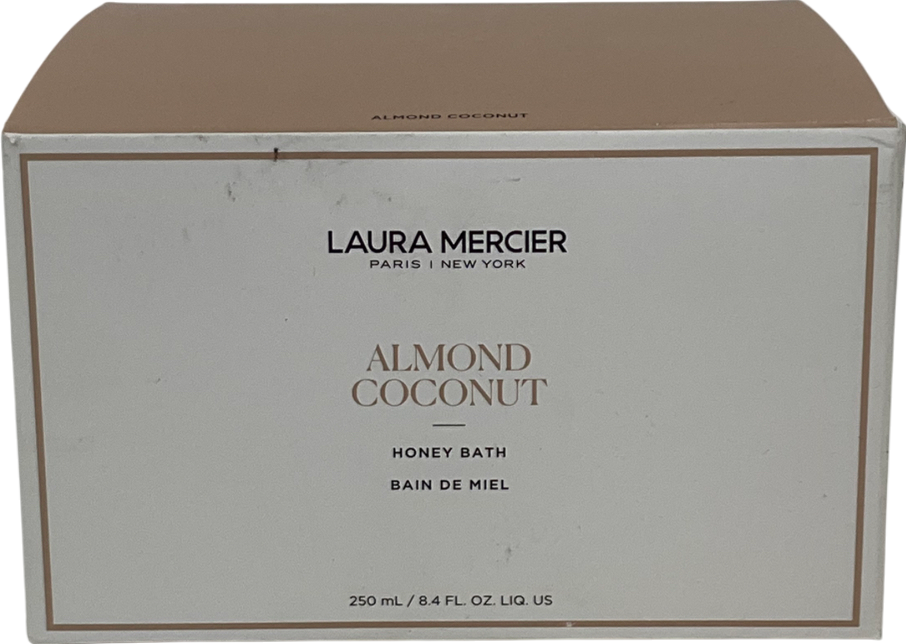 ALMOND COCONUT
LAURA MERCIER
PARIS | NEW YORK
ALMOND
COCONUT
HONEY BATH
BAIN DE MIEL
250 mL / 8.4 FL. OZ. LIQ. US